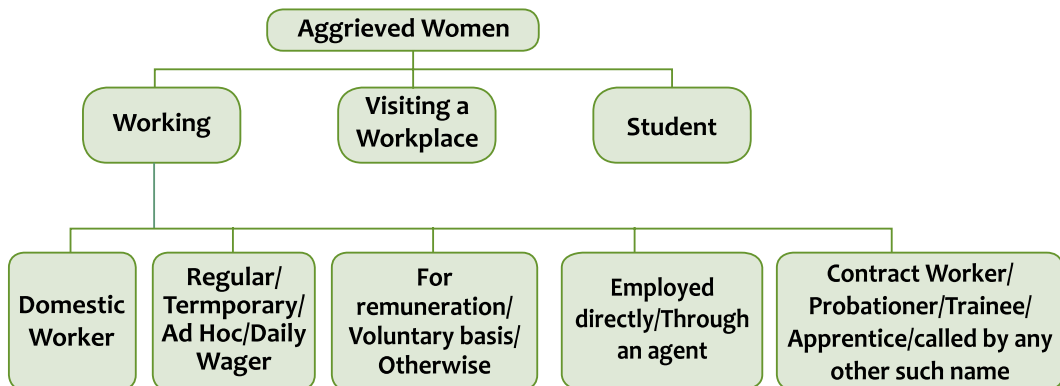 Aggrieved Women
Working
Visiting a
Workplace
Student
Domestic
Worker
Regular/
Termporary/
Ad Hoc/Daily
Wager
For
remuneration/
Voluntary basis/
Otherwise
Employed
directly/Through
an agent
Contract Worker/
Probationer/Trainee/
Apprentice/called by any
other such name